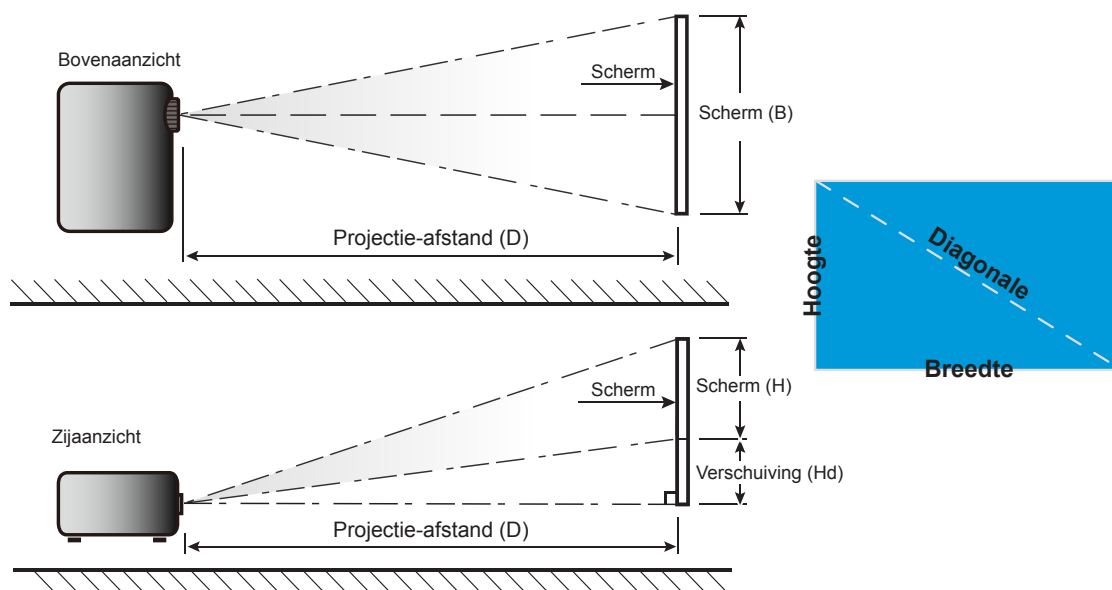 Bovenaanzicht
Scherm
Scherm (B)
Projectie-afstand (D)
Hoogte
Diagonale
Breedte
Zijaanzicht
Scherm
Scherm (H)
Verschuiving (Hd)
Projectie-afstand (D)